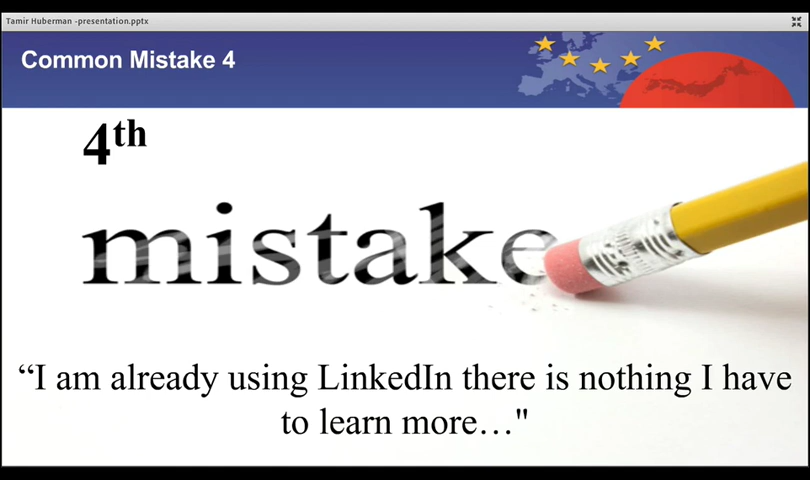 Tamir Huberman -presentation.pptx
Common Mistake 4
4th
mistake
“I am already using LinkedIn there is nothing I have
to learn more…"